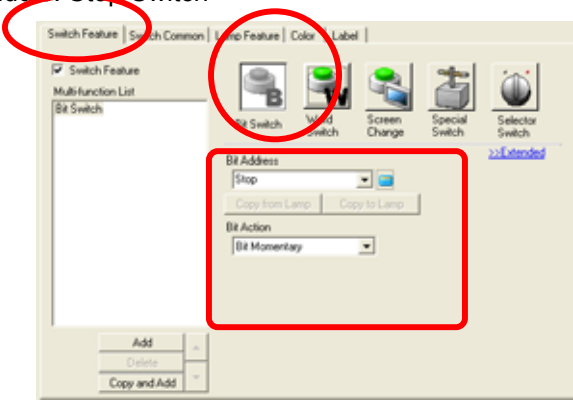 Stop Switch
Switch Feature Switch Common Lamp Feature Color Label
Switch Feature
Multi-function List
Bit Switch
Bit Switch
Word Switch
Screen Change
Special Switch
Selector Switch
>>Extended
Bit Address
Stop
Copy from Lamp Copy to Lamp
Bit Action
Bit Momentary
Add
Delete
Copy and Add